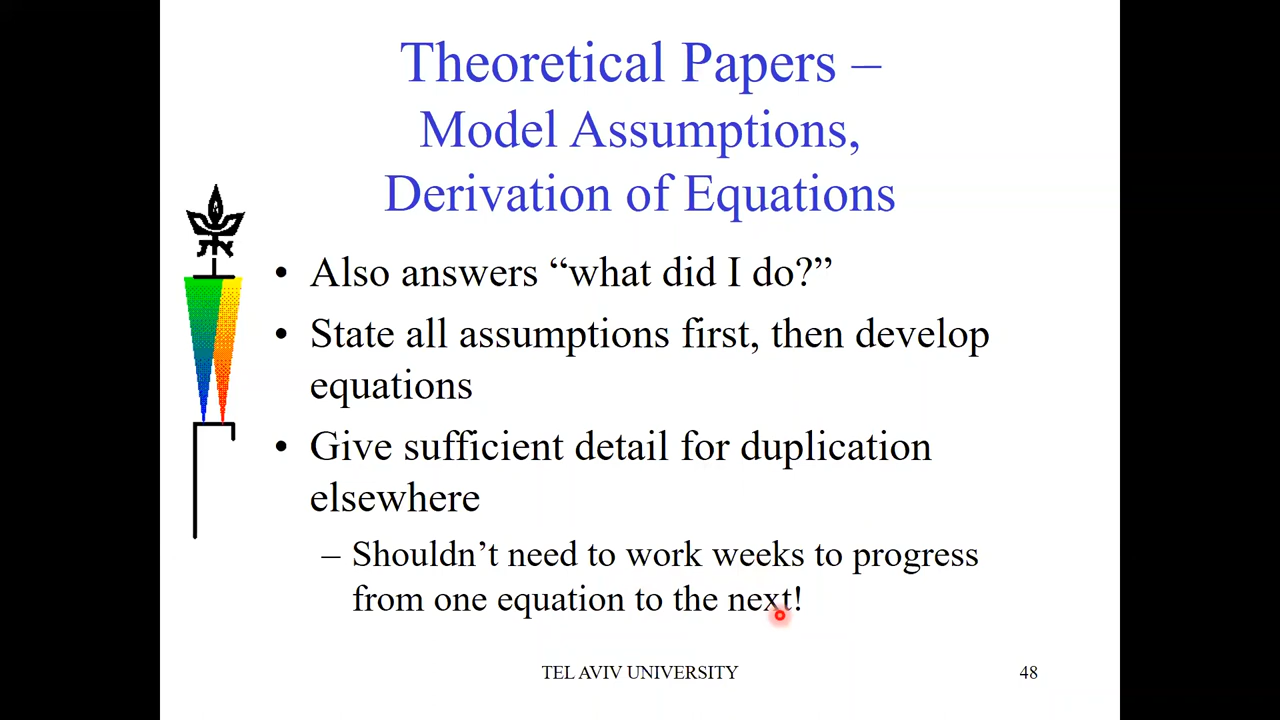 Theoretical Papers –
Model Assumptions,
Derivation of Equations
• Also answers “what did I do?”
• State all assumptions first, then develop
equations
• Give sufficient detail for duplication
elsewhere
– Shouldn’t need to work weeks to progress
from one equation to the next!
TEL AVIV UNIVERSITY
48